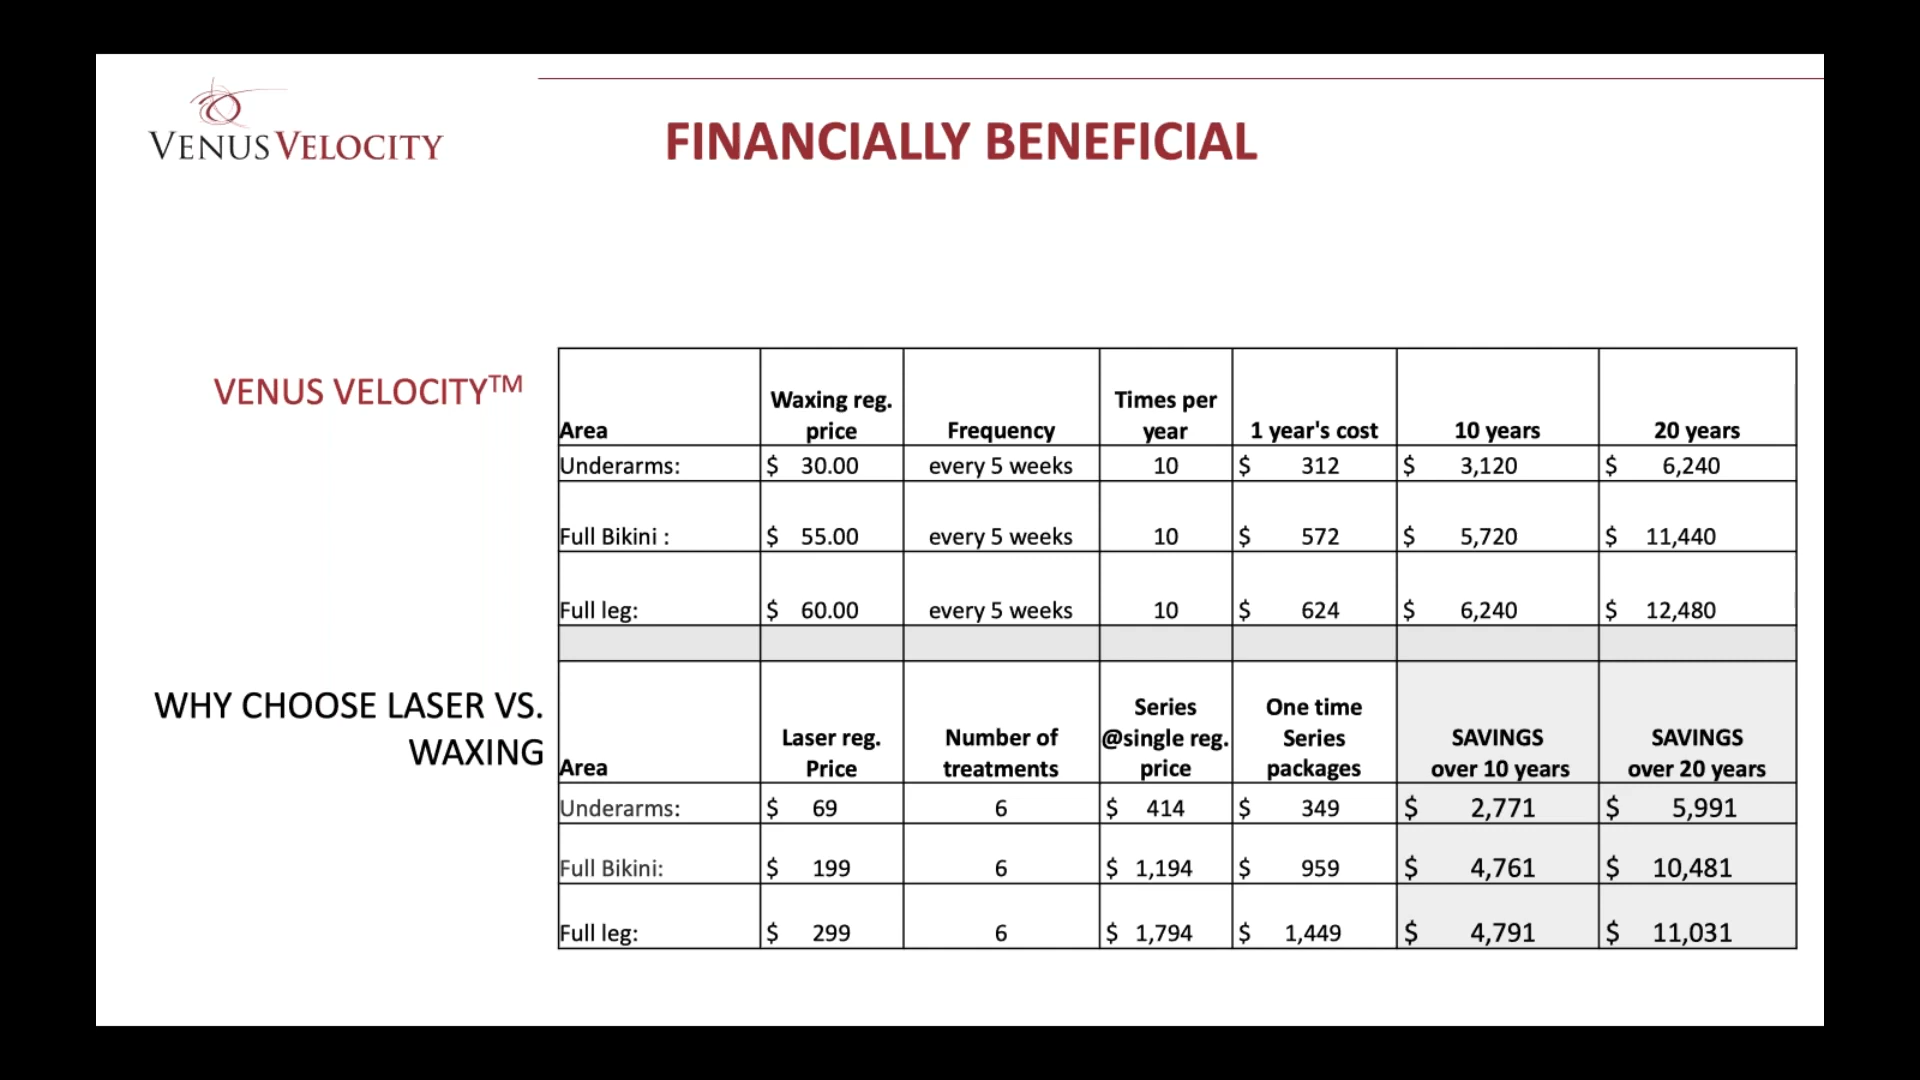 VENUS VELOCITY
FINANCIALLY BENEFICIAL
VENUS VELOCITY™
WHY CHOOSE LASER VS.
WAXING
Area Waxing reg. price Frequency Times per year 1 year's cost 10 years 20 years
Underarms: $ 30.00 every 5 weeks 10 $ 312 $ 3,120 $ 6,240
Full Bikini : $ 55.00 every 5 weeks 10 $ 572 $ 5,720 $ 11,440
Full leg: $ 60.00 every 5 weeks 10 $ 624 $ 6,240 $ 12,480
Area Laser reg. Price Number of treatments Series @single reg. price One time Series packages SAVINGS over 10 years SAVINGS over 20 years
Underarms: $ 69 6 $ 414 $ 349 $ 2,771 $ 5,991
Full Bikini: $ 199 6 $ 1,194 $ 959 $ 4,761 $ 10,481
Full leg: $ 299 6 $ 1,794 $ 1,449 $ 4,791 $ 11,031